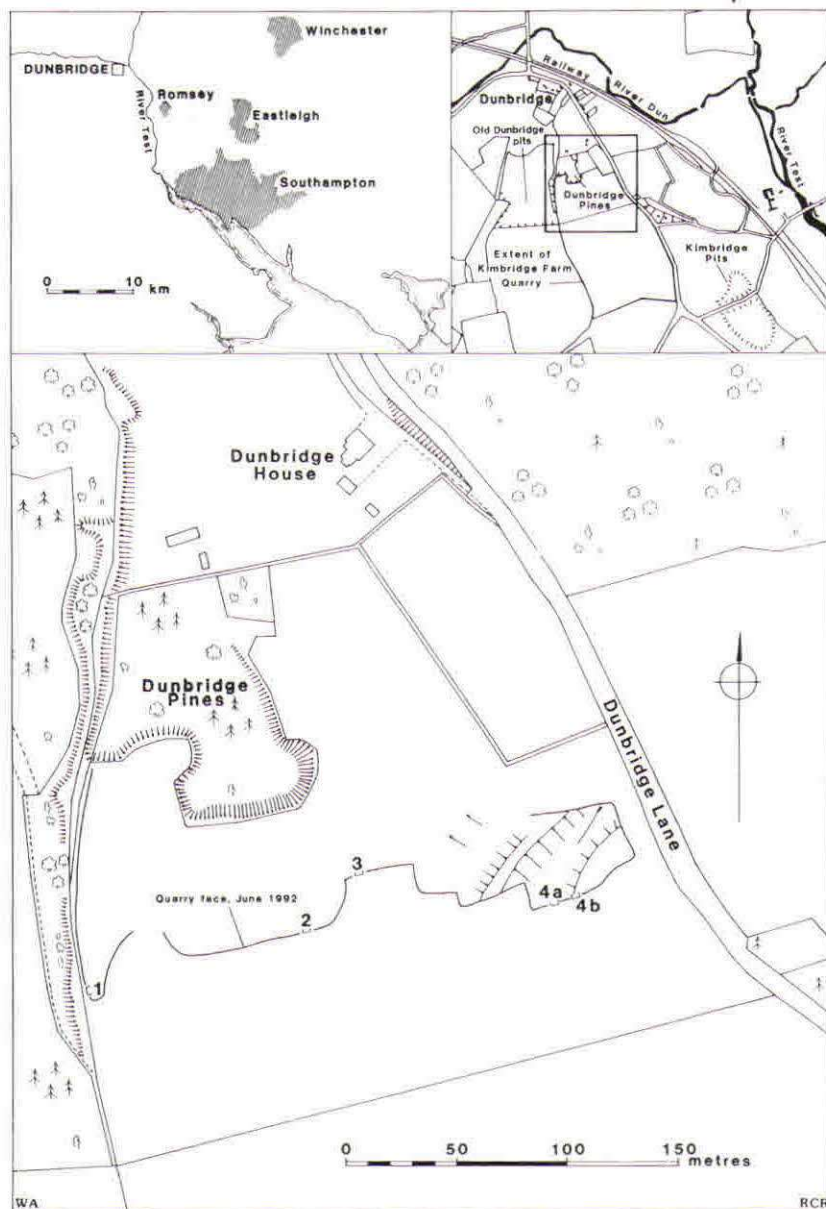 Winchester
DUNBRIDGE
Romsey
River Test
Eastleigh
Southampton
0 10
km
Railway
River Dun
Dunbridge
Old Dunbridge
pits
River Test
Dunbridge
Pines
Extent of
Kimbridge Farm
Quarry
Kimbridge
Pits
Dunbridge
House
Dunbridge
Pines
Dunbridge Lane
3
4a
4b
Quarry face, June 1992
2
1
0 50 100 150
metres
WA
RCR